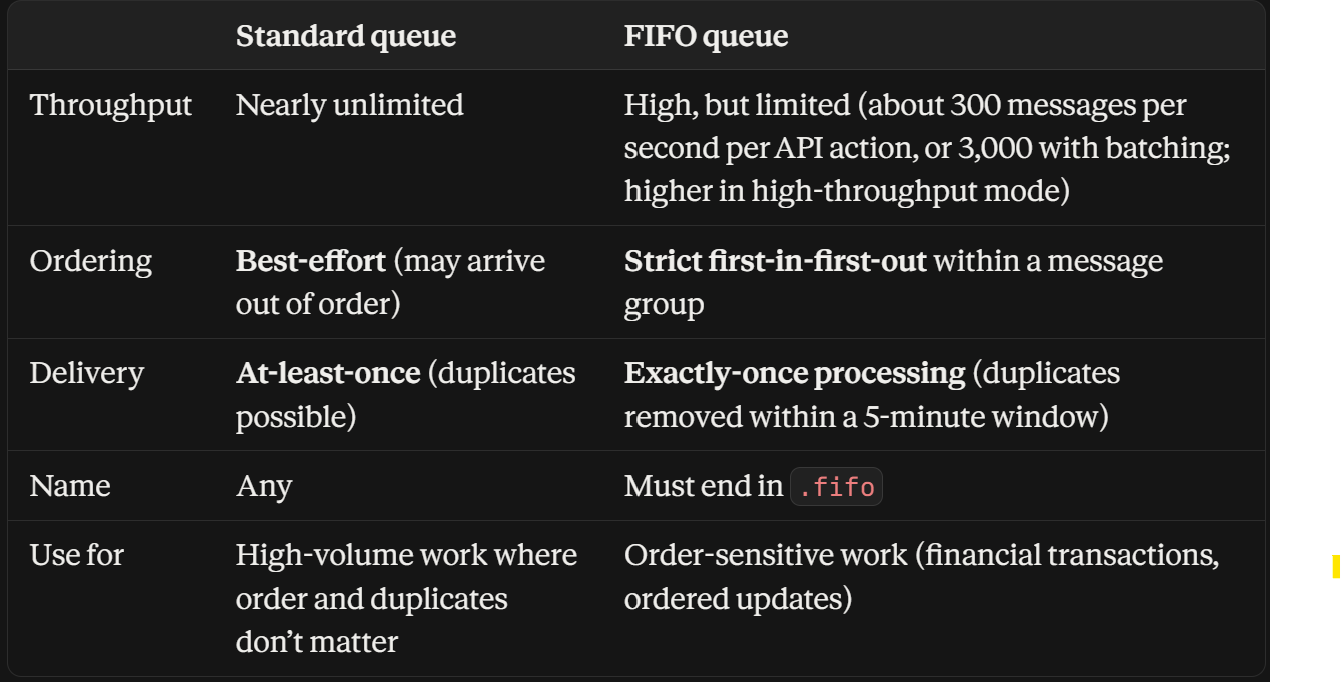 Standard queue FIFO queue
Throughput Nearly unlimited High, but limited (about 300 messages per
second per API action, or 3,000 with batching;
higher in high-throughput mode)
Ordering Best-effort (may arrive Strict first-in-first-out within a message
out of order) group
Delivery At-least-once (duplicates Exactly-once processing (duplicates
possible) removed within a 5-minute window)
Name Any Must end in .fifo
Use for High-volume work where Order-sensitive work (financial transactions,
order and duplicates ordered updates)
don’t matter